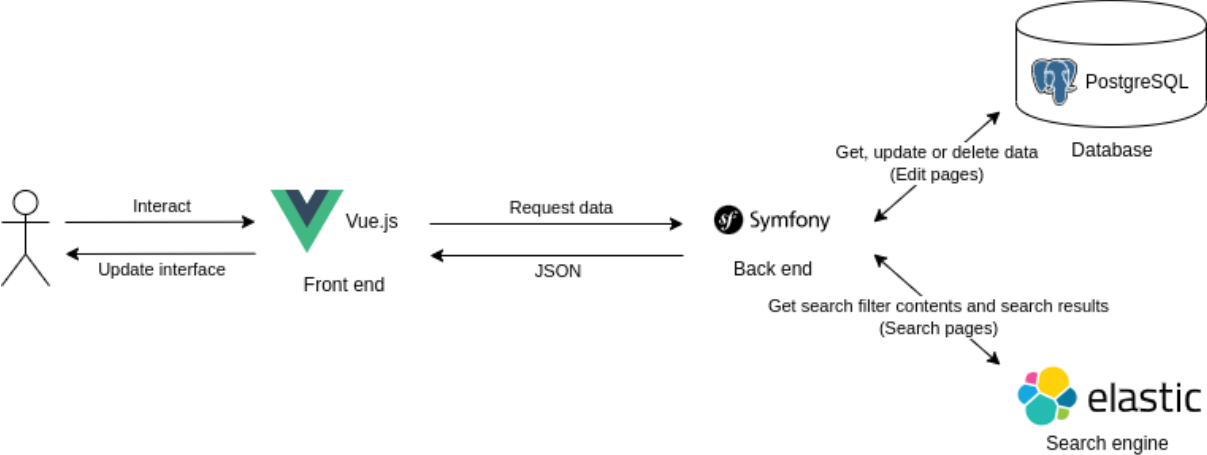 Interact
Update interface
Vue.js
Front end
Request data
JSON
sf Symfony
Back end
Get, update or delete data
(Edit pages)
PostgreSQL
Database
Get search filter contents and search results
(Search pages)
elastic
Search engine